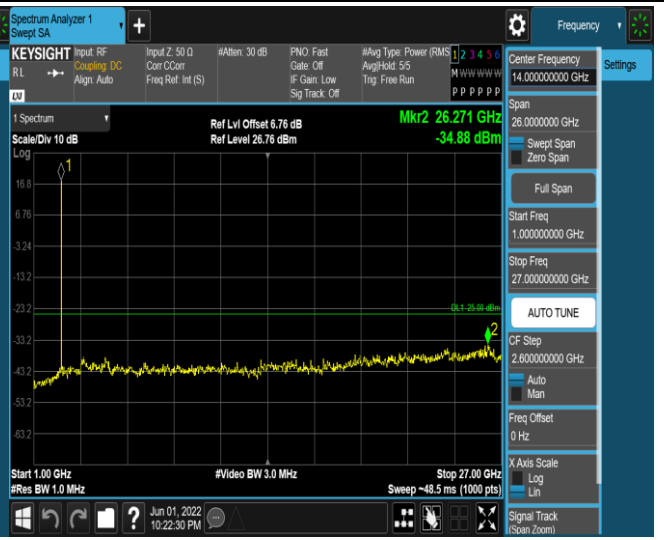 Spectrum Analyzer 1
Swept SA
Frequency
KEYSIGHT
RL
LXI
Input: RF
Coupling: DC
Align: Auto
Input Z: 50 Ω
Corr CCorr
Freq Ref: Int (S)
#Atten: 30 dB
PNO: Fast
Gate: Off
IF Gain: Low
Sig Track: Off
#Avg Type: Power (RMS
Avg|Hold: 5/5
Trig: Free Run
1 2 3 4 5 6
M W W W W W
P P P P P P
1 Spectrum
Scale/Div 10 dB
Log
Ref Lvl Offset 6.76 dB
Ref Level 26.76 dBm
Mkr2 26.271 GHz
-34.88 dBm
1
16.8
6.76
-3.24
-13.2
-23.2
DL1 -25.00 dBm
2
-33.2
-43.2
-53.2
-63.2
Start 1.00 GHz
#Res BW 1.0 MHz
#Video BW 3.0 MHz
Stop 27.00 GHz
Sweep ~48.5 ms (1000 pts)
Jun 01, 2022
10:22:30 PM
Center Frequency
14.000000000 GHz
Settings
Span
26.0000000 GHz
Swept Span
Zero Span
Full Span
Start Freq
1.000000000 GHz
Stop Freq
27.000000000 GHz
AUTO TUNE
CF Step
2.600000000 GHz
Auto
Man
Freq Offset
0 Hz
X Axis Scale
Log
Lin
Signal Track
(Span Zoom)